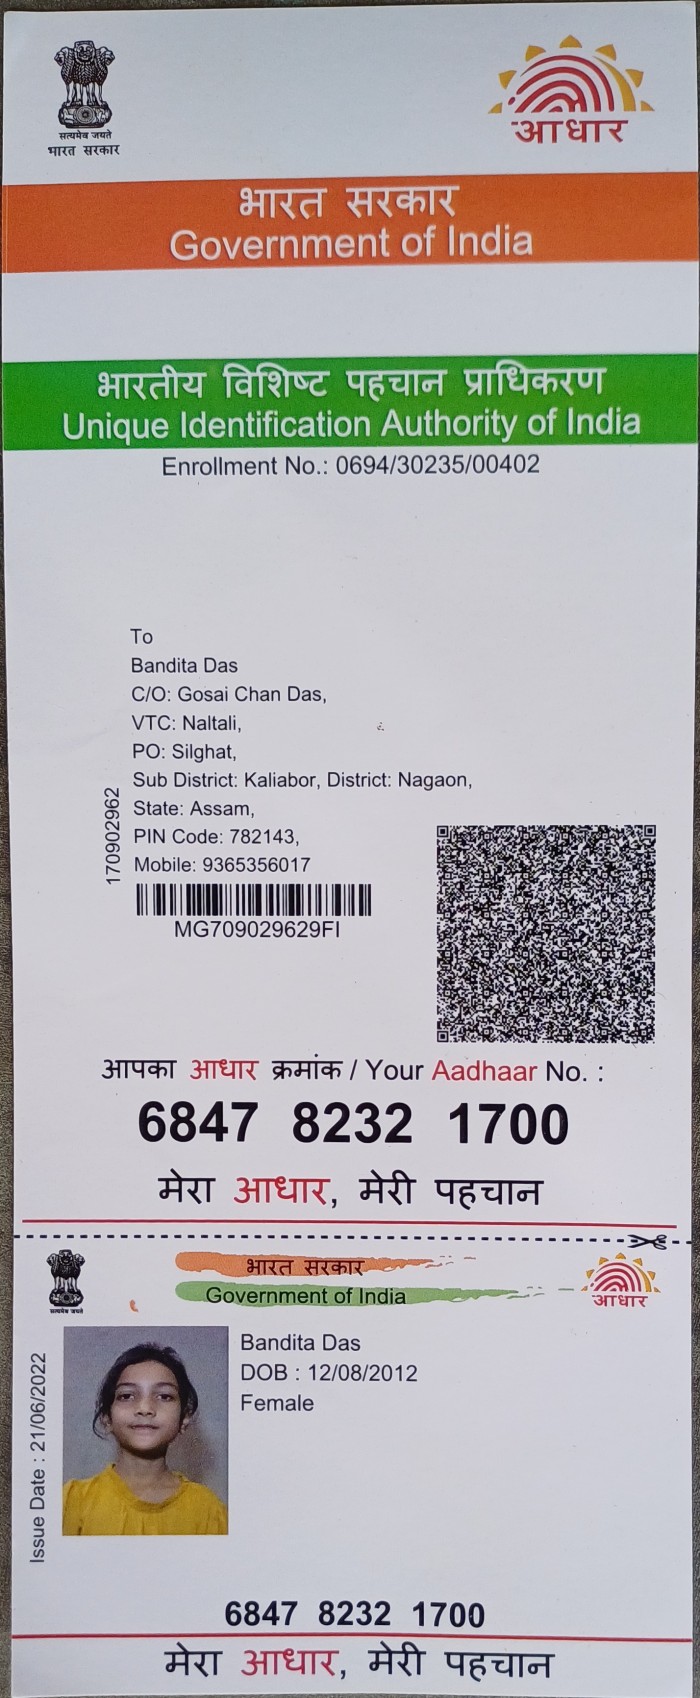 सत्यमेव जयते
भारत सरकार
आधार
भारत सरकार
Government of India
भारतीय विशिष्ट पहचान प्राधिकरण
Unique Identification Authority of India
Enrollment No.: 0694/30235/00402
To
Bandita Das
C/O: Gosai Chan Das,
VTC: Naltali,
PO: Silghat,
Sub District: Kaliabor, District: Nagaon,
State: Assam,
PIN Code: 782143,
Mobile: 9365356017
170902962
MG709029629FI
आपका आधार क्रमांक / Your Aadhaar No. :
6847 8232 1700
मेरा आधार, मेरी पहचान
सत्यमेव जयते
भारत सरकार
Government of India
आधार
Issue Date : 21/06/2022
Bandita Das
DOB : 12/08/2012
Female
6847 8232 1700
मेरा आधार, मेरी पहचान